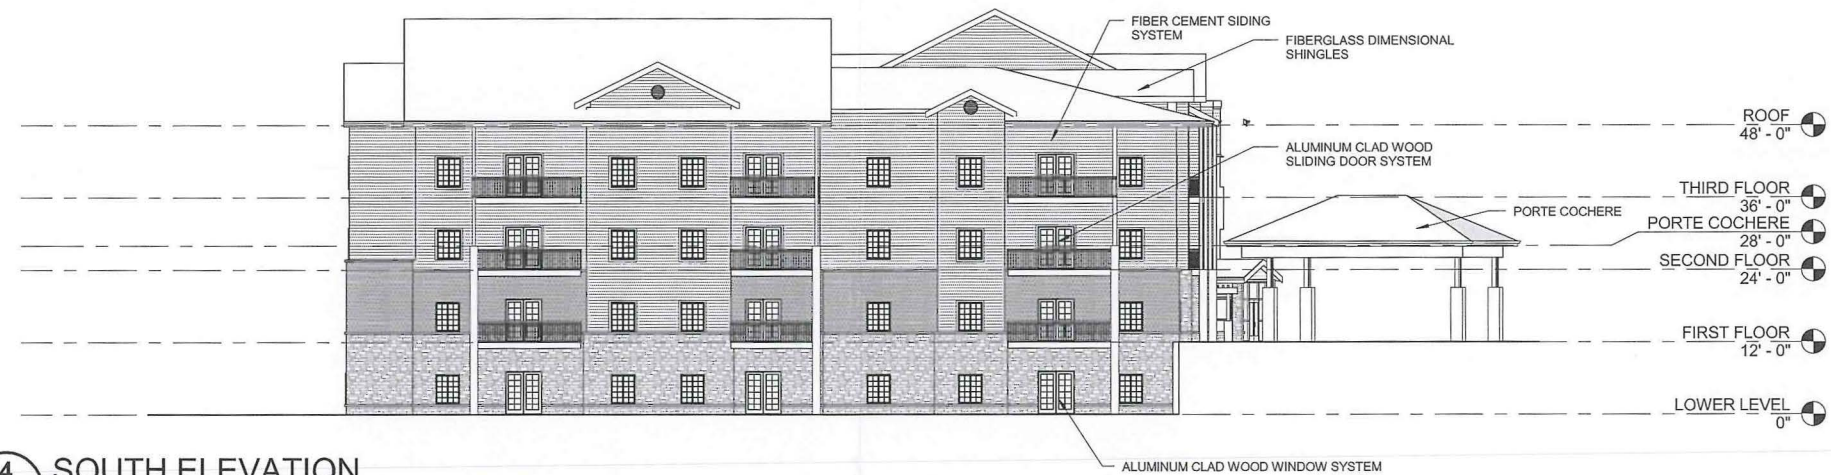 FIBER CEMENT SIDING
SYSTEM
FIBERGLASS DIMENSIONAL
SHINGLES
ROOF
48' - 0"
ALUMINUM CLAD WOOD
SLIDING DOOR SYSTEM
THIRD FLOOR
36' - 0"
PORTE COCHERE
PORTE COCHERE
28' - 0"
SECOND FLOOR
24' - 0"
FIRST FLOOR
12' - 0"
LOWER LEVEL
0"
4
SOUTH ELEVATION
ALUMINUM CLAD WOOD WINDOW SYSTEM